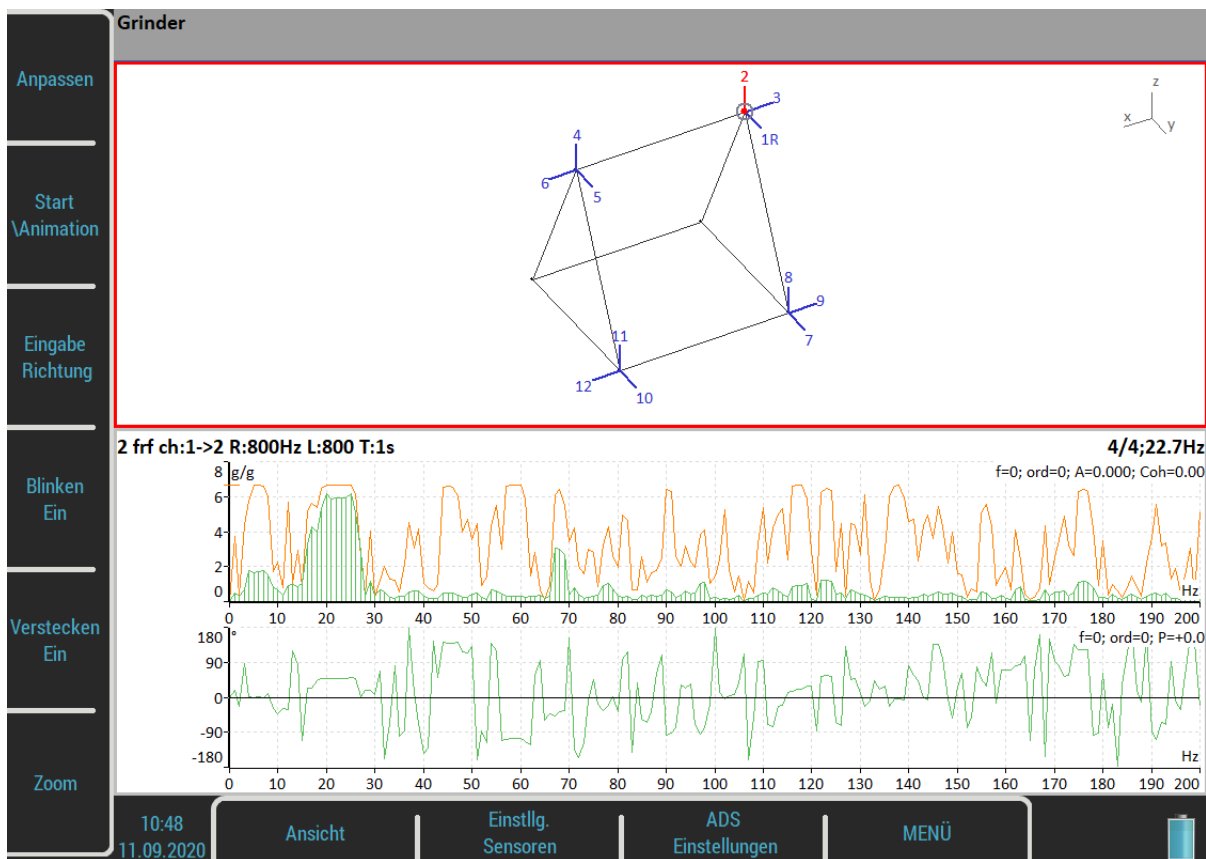 Grinder
Anpassen
Start
\Animation
Eingabe
Richtung
Blinken
Ein
Verstecken
Ein
Zoom
2
3
1R
4
6
5
8
9
7
11
12
10
z
x
y
2 frf ch:1->2 R:800Hz L:800 T:1s
4/4;22.7Hz
8 g/g
f=0; ord=0; A=0.000; Coh=0.00
6
4
2
0
Hz
0 10 20 30 40 50 60 70 80 90 100 110 120 130 140 150 160 170 180 190 200
180 °
f=0; ord=0; P=+0.0
90
0
-90
-180
Hz
0 10 20 30 40 50 60 70 80 90 100 110 120 130 140 150 160 170 180 190 200
10:48
11.09.2020
Ansicht
Einstllg.
Sensoren
ADS
Einstellungen
MENÜ